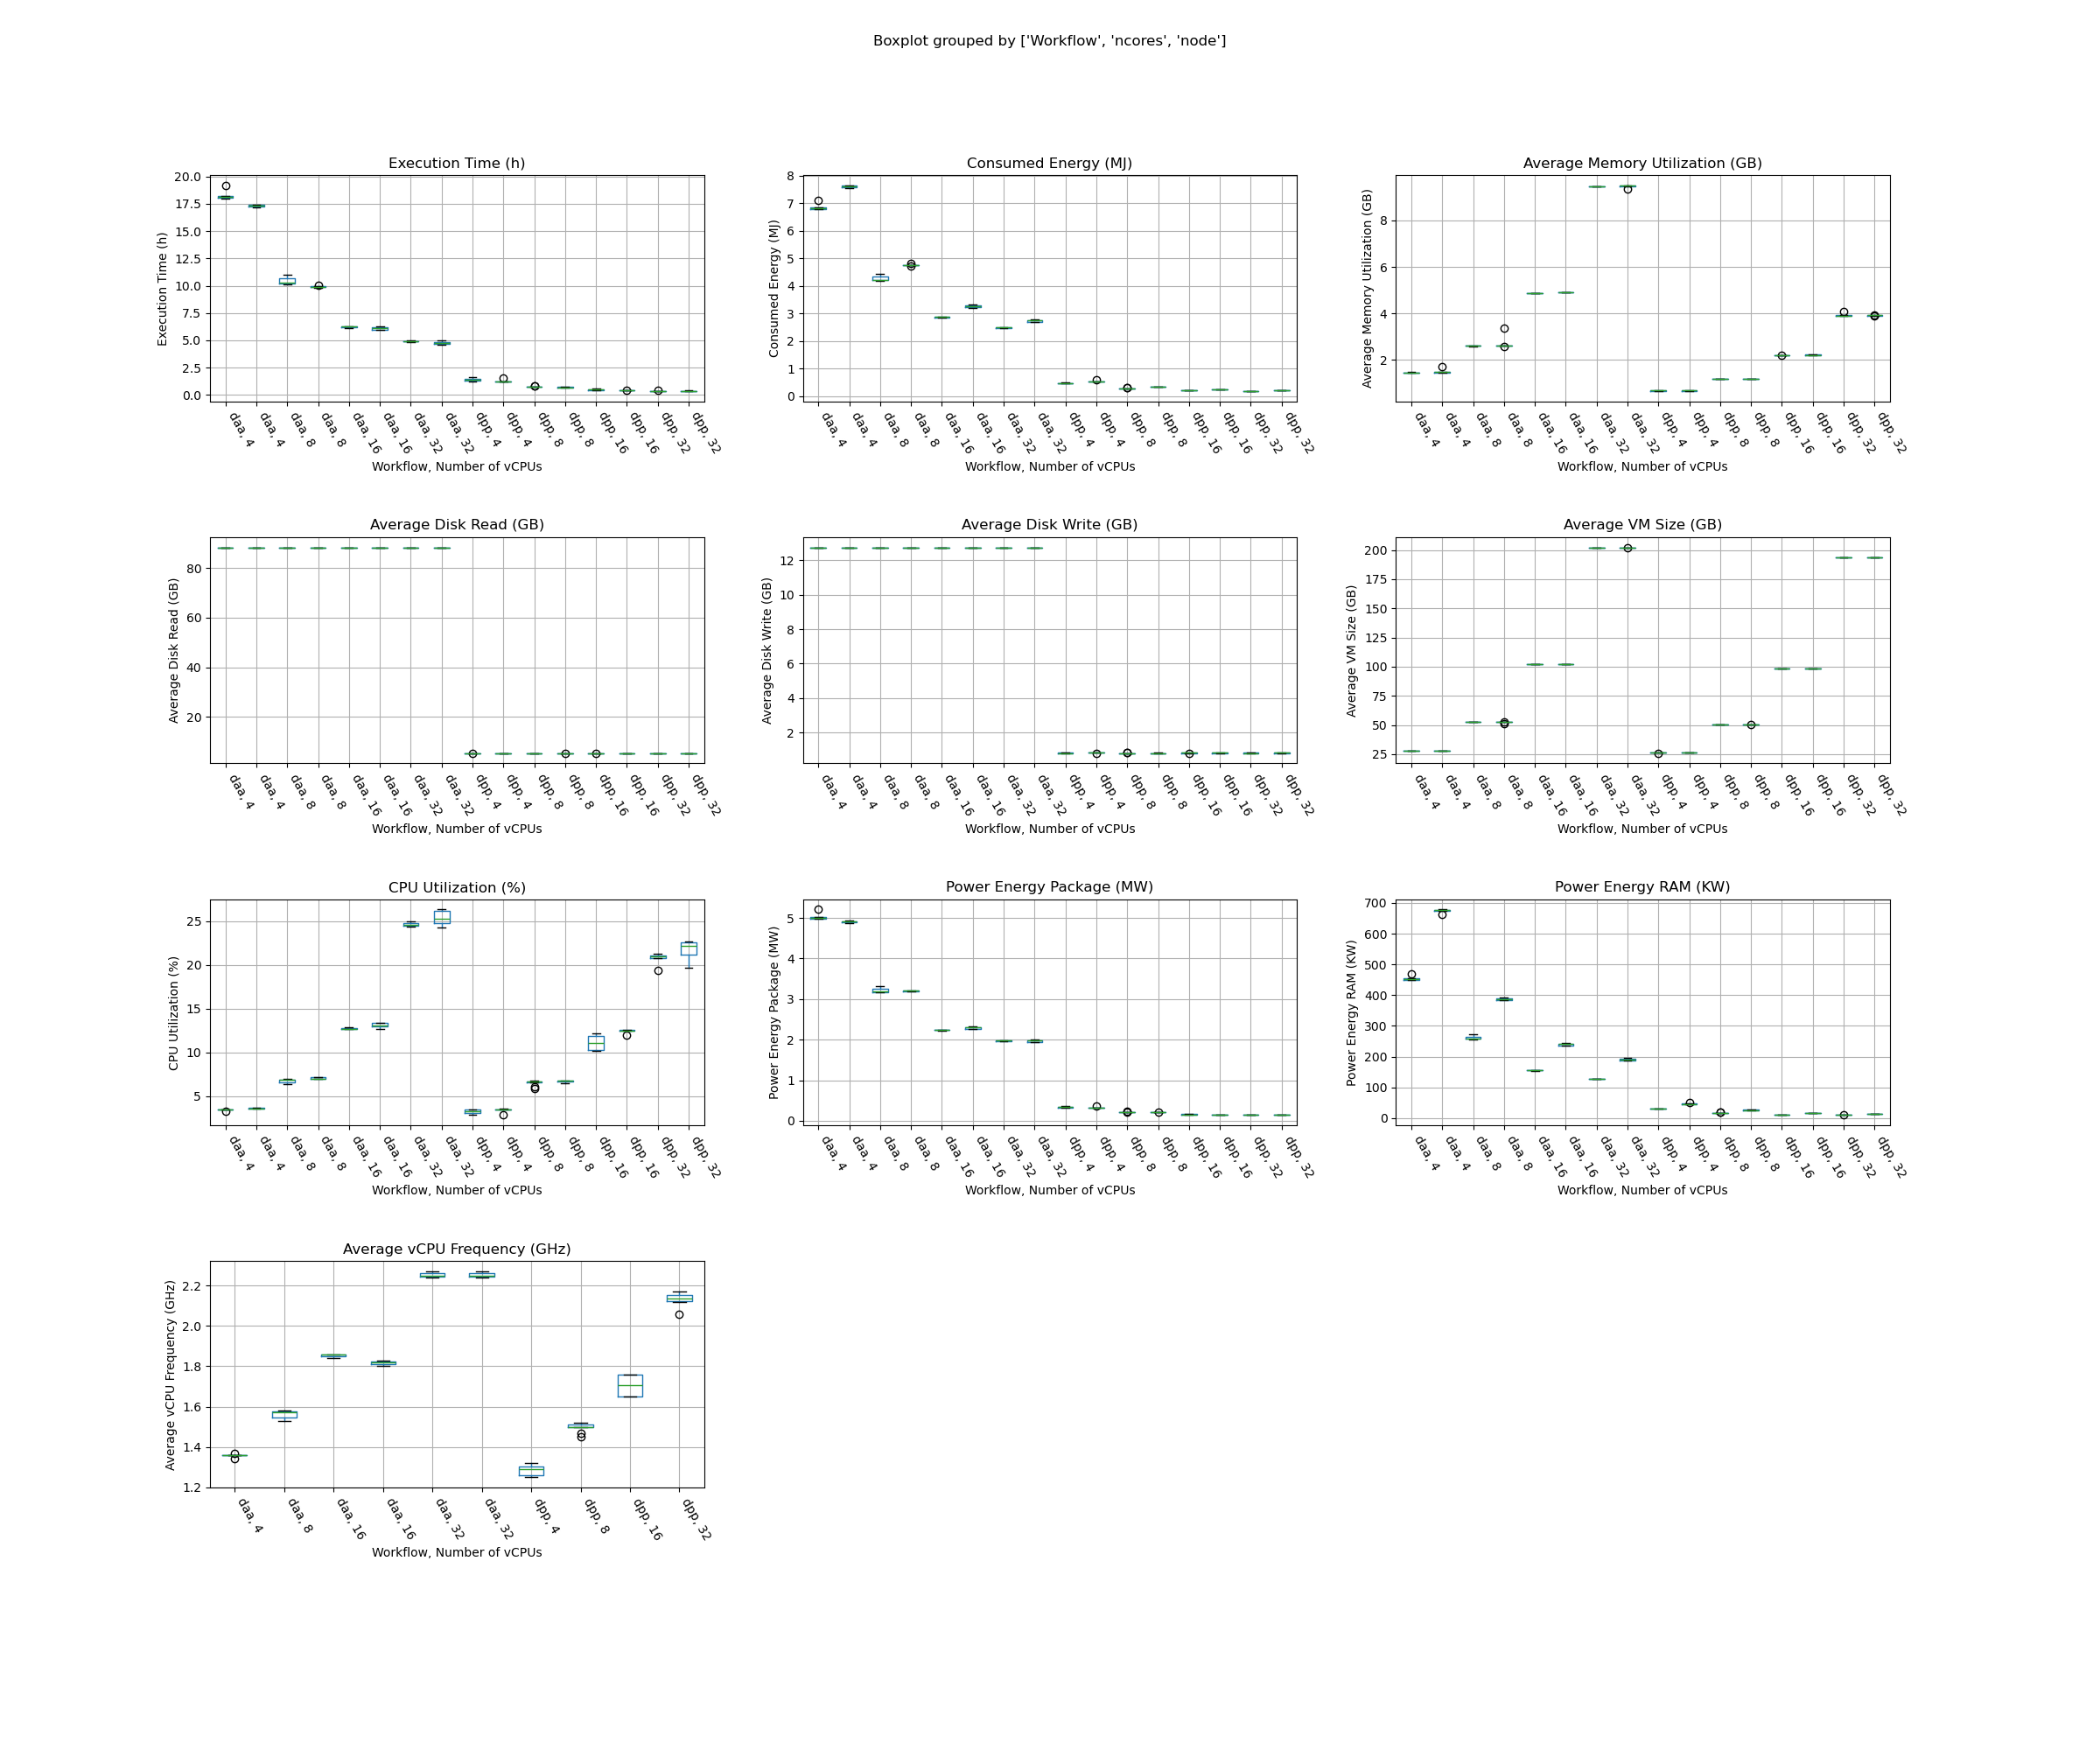 Boxplot grouped by ['Workflow', 'ncores', 'node']
Execution Time (h)
Execution Time (h)
20.0
17.5
15.0
12.5
10.0
7.5
5.0
2.5
0.0
daa, 4
daa, 4
daa, 8
daa, 8
daa, 16
daa, 16
daa, 32
daa, 32
dpp, 4
dpp, 4
dpp, 8
dpp, 8
dpp, 16
dpp, 16
dpp, 32
dpp, 32
Workflow, Number of vCPUs
Consumed Energy (MJ)
Consumed Energy (MJ)
8
7
6
5
4
3
2
1
0
daa, 4
daa, 4
daa, 8
daa, 8
daa, 16
daa, 16
daa, 32
daa, 32
dpp, 4
dpp, 4
dpp, 8
dpp, 8
dpp, 16
dpp, 16
dpp, 32
dpp, 32
Workflow, Number of vCPUs
Average Memory Utilization (GB)
Average Memory Utilization (GB)
8
6
4
2
daa, 4
daa, 4
daa, 8
daa, 8
daa, 16
daa, 16
daa, 32
daa, 32
dpp, 4
dpp, 4
dpp, 8
dpp, 8
dpp, 16
dpp, 16
dpp, 32
dpp, 32
Workflow, Number of vCPUs
Average Disk Read (GB)
Average Disk Read (GB)
80
60
40
20
daa, 4
daa, 4
daa, 8
daa, 8
daa, 16
daa, 16
daa, 32
daa, 32
dpp, 4
dpp, 4
dpp, 8
dpp, 8
dpp, 16
dpp, 16
dpp, 32
dpp, 32
Workflow, Number of vCPUs
Average Disk Write (GB)
Average Disk Write (GB)
12
10
8
6
4
2
daa, 4
daa, 4
daa, 8
daa, 8
daa, 16
daa, 16
daa, 32
daa, 32
dpp, 4
dpp, 4
dpp, 8
dpp, 8
dpp, 16
dpp, 16
dpp, 32
dpp, 32
Workflow, Number of vCPUs
Average VM Size (GB)
Average VM Size (GB)
200
175
150
125
100
75
50
25
daa, 4
daa, 4
daa, 8
daa, 8
daa, 16
daa, 16
daa, 32
daa, 32
dpp, 4
dpp, 4
dpp, 8
dpp, 8
dpp, 16
dpp, 16
dpp, 32
dpp, 32
Workflow, Number of vCPUs
CPU Utilization (%)
CPU Utilization (%)
25
20
15
10
5
daa, 4
daa, 4
daa, 8
daa, 8
daa, 16
daa, 16
daa, 32
daa, 32
dpp, 4
dpp, 4
dpp, 8
dpp, 8
dpp, 16
dpp, 16
dpp, 32
dpp, 32
Workflow, Number of vCPUs
Power Energy Package (MW)
Power Energy Package (MW)
5
4
3
2
1
0
daa, 4
daa, 4
daa, 8
daa, 8
daa, 16
daa, 16
daa, 32
daa, 32
dpp, 4
dpp, 4
dpp, 8
dpp, 8
dpp, 16
dpp, 16
dpp, 32
dpp, 32
Workflow, Number of vCPUs
Power Energy RAM (KW)
Power Energy RAM (KW)
700
600
500
400
300
200
100
0
daa, 4
daa, 4
daa, 8
daa, 8
daa, 16
daa, 16
daa, 32
daa, 32
dpp, 4
dpp, 4
dpp, 8
dpp, 8
dpp, 16
dpp, 16
dpp, 32
dpp, 32
Workflow, Number of vCPUs
Average vCPU Frequency (GHz)
Average vCPU Frequency (GHz)
2.2
2.0
1.8
1.6
1.4
1.2
daa, 4
daa, 8
daa, 16
daa, 16
daa, 32
daa, 32
dpp, 4
dpp, 8
dpp, 16
dpp, 32
Workflow, Number of vCPUs